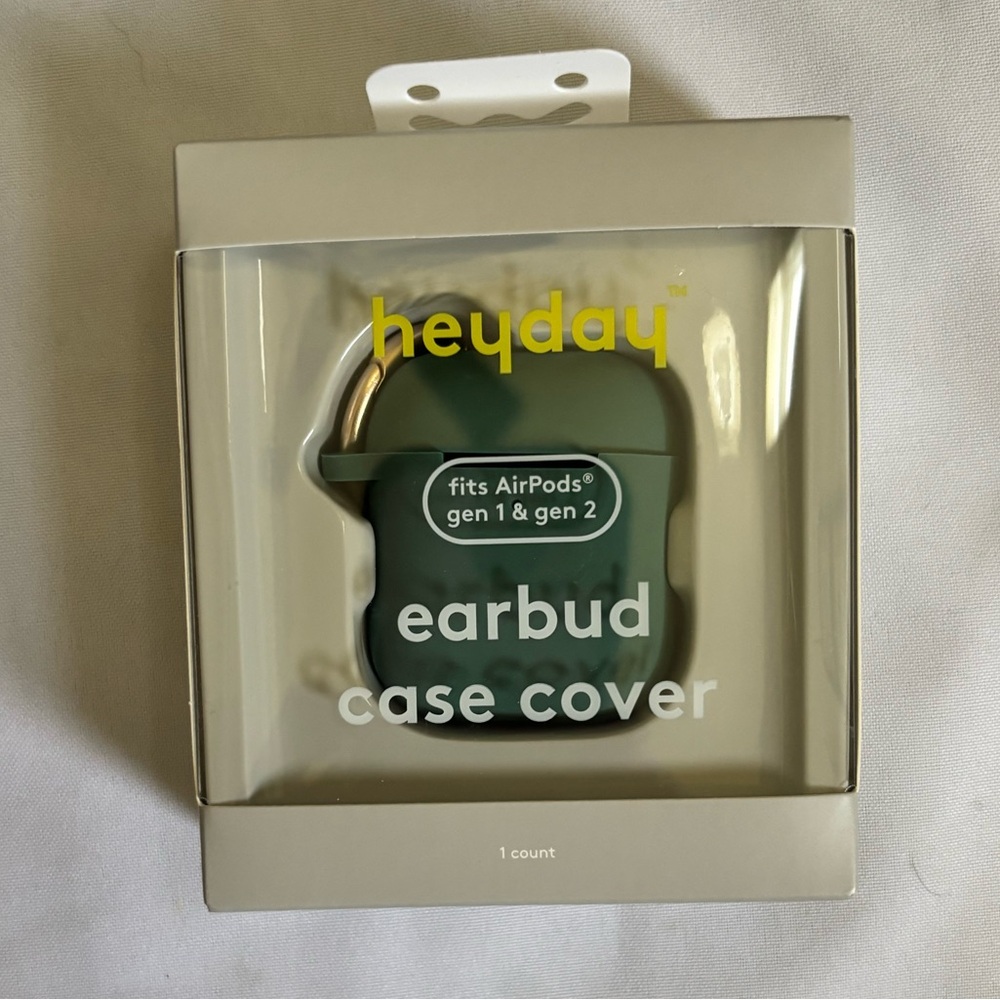 heyday™
fits AirPods®
gen 1 & gen 2
earbud
case cover
1 count